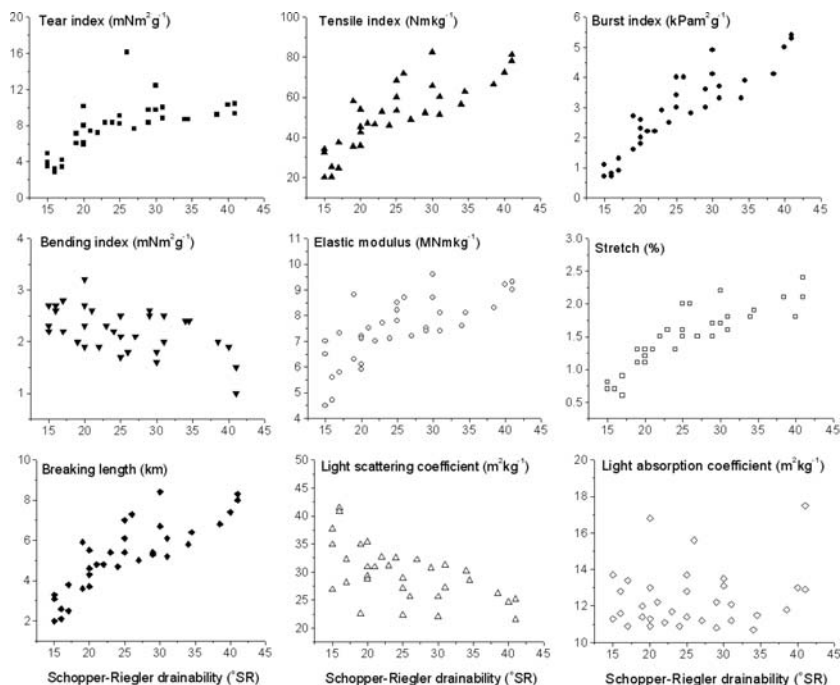 Tear index (mNm²g⁻¹)
16
12
8
4
0
15 20 25 30 35 40 45
Tensile index (Nmkg⁻¹)
100
80
60
40
20
15 20 25 30 35 40 45
Burst index (kPam²g⁻¹)
6
5
4
3
2
1
0
15 20 25 30 35 40 45
Bending index (mNm²g⁻¹)
4
3
2
1
0
15 20 25 30 35 40 45
Elastic modulus (MNmkg⁻¹)
11
10
9
8
7
6
5
4
15 20 25 30 35 40 45
Stretch (%)
3.0
2.5
2.0
1.5
1.0
0.5
15 20 25 30 35 40 45
Breaking length (km)
10
8
6
4
2
15 20 25 30 35 40 45
Schopper-Riegler drainability (°SR)
Light scattering coefficient (m²kg⁻¹)
50
45
40
35
30
25
20
15 20 25 30 35 40 45
Schopper-Riegler drainability (°SR)
Light absorption coefficient (m²kg⁻¹)
20
18
16
14
12
10
15 20 25 30 35 40 45
Schopper-Riegler drainability (°SR)